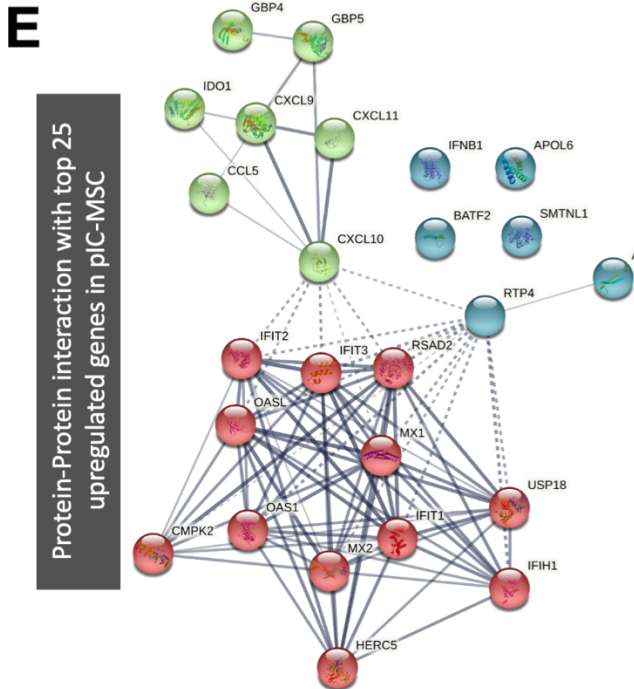 E
Protein-Protein interaction with top 25
upregulated genes in pIC-MSC
GBP4
GBP5
IDO1
CXCL9
CXCL11
CCL5
IFNB1
APOL6
BATF2
SMTNL1
CXCL10
A
RTP4
IFIT2
IFIT3
RSAD2
OASL
MX1
USP18
OAS1
IFIT1
CMPK2
MX2
IFIH1
HERC5